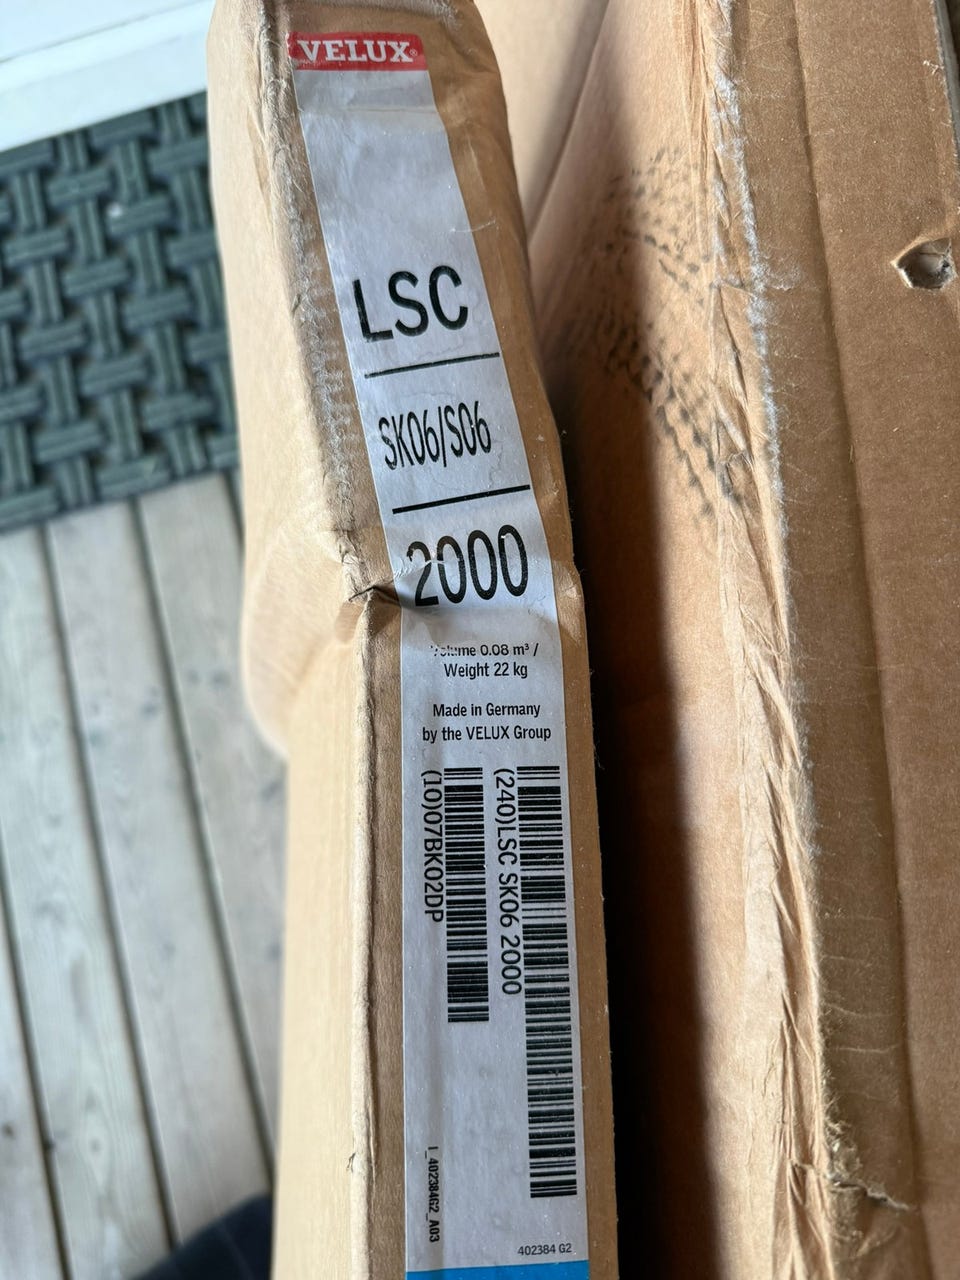 VELUX®
LSC
SK06/S06
2000
Volume 0.08 m³ /
Weight 22 kg
Made in Germany
by the VELUX Group
(240)LSC SK06 2000
(10)07BK02DP
I_402384G2_A03
402384 G2